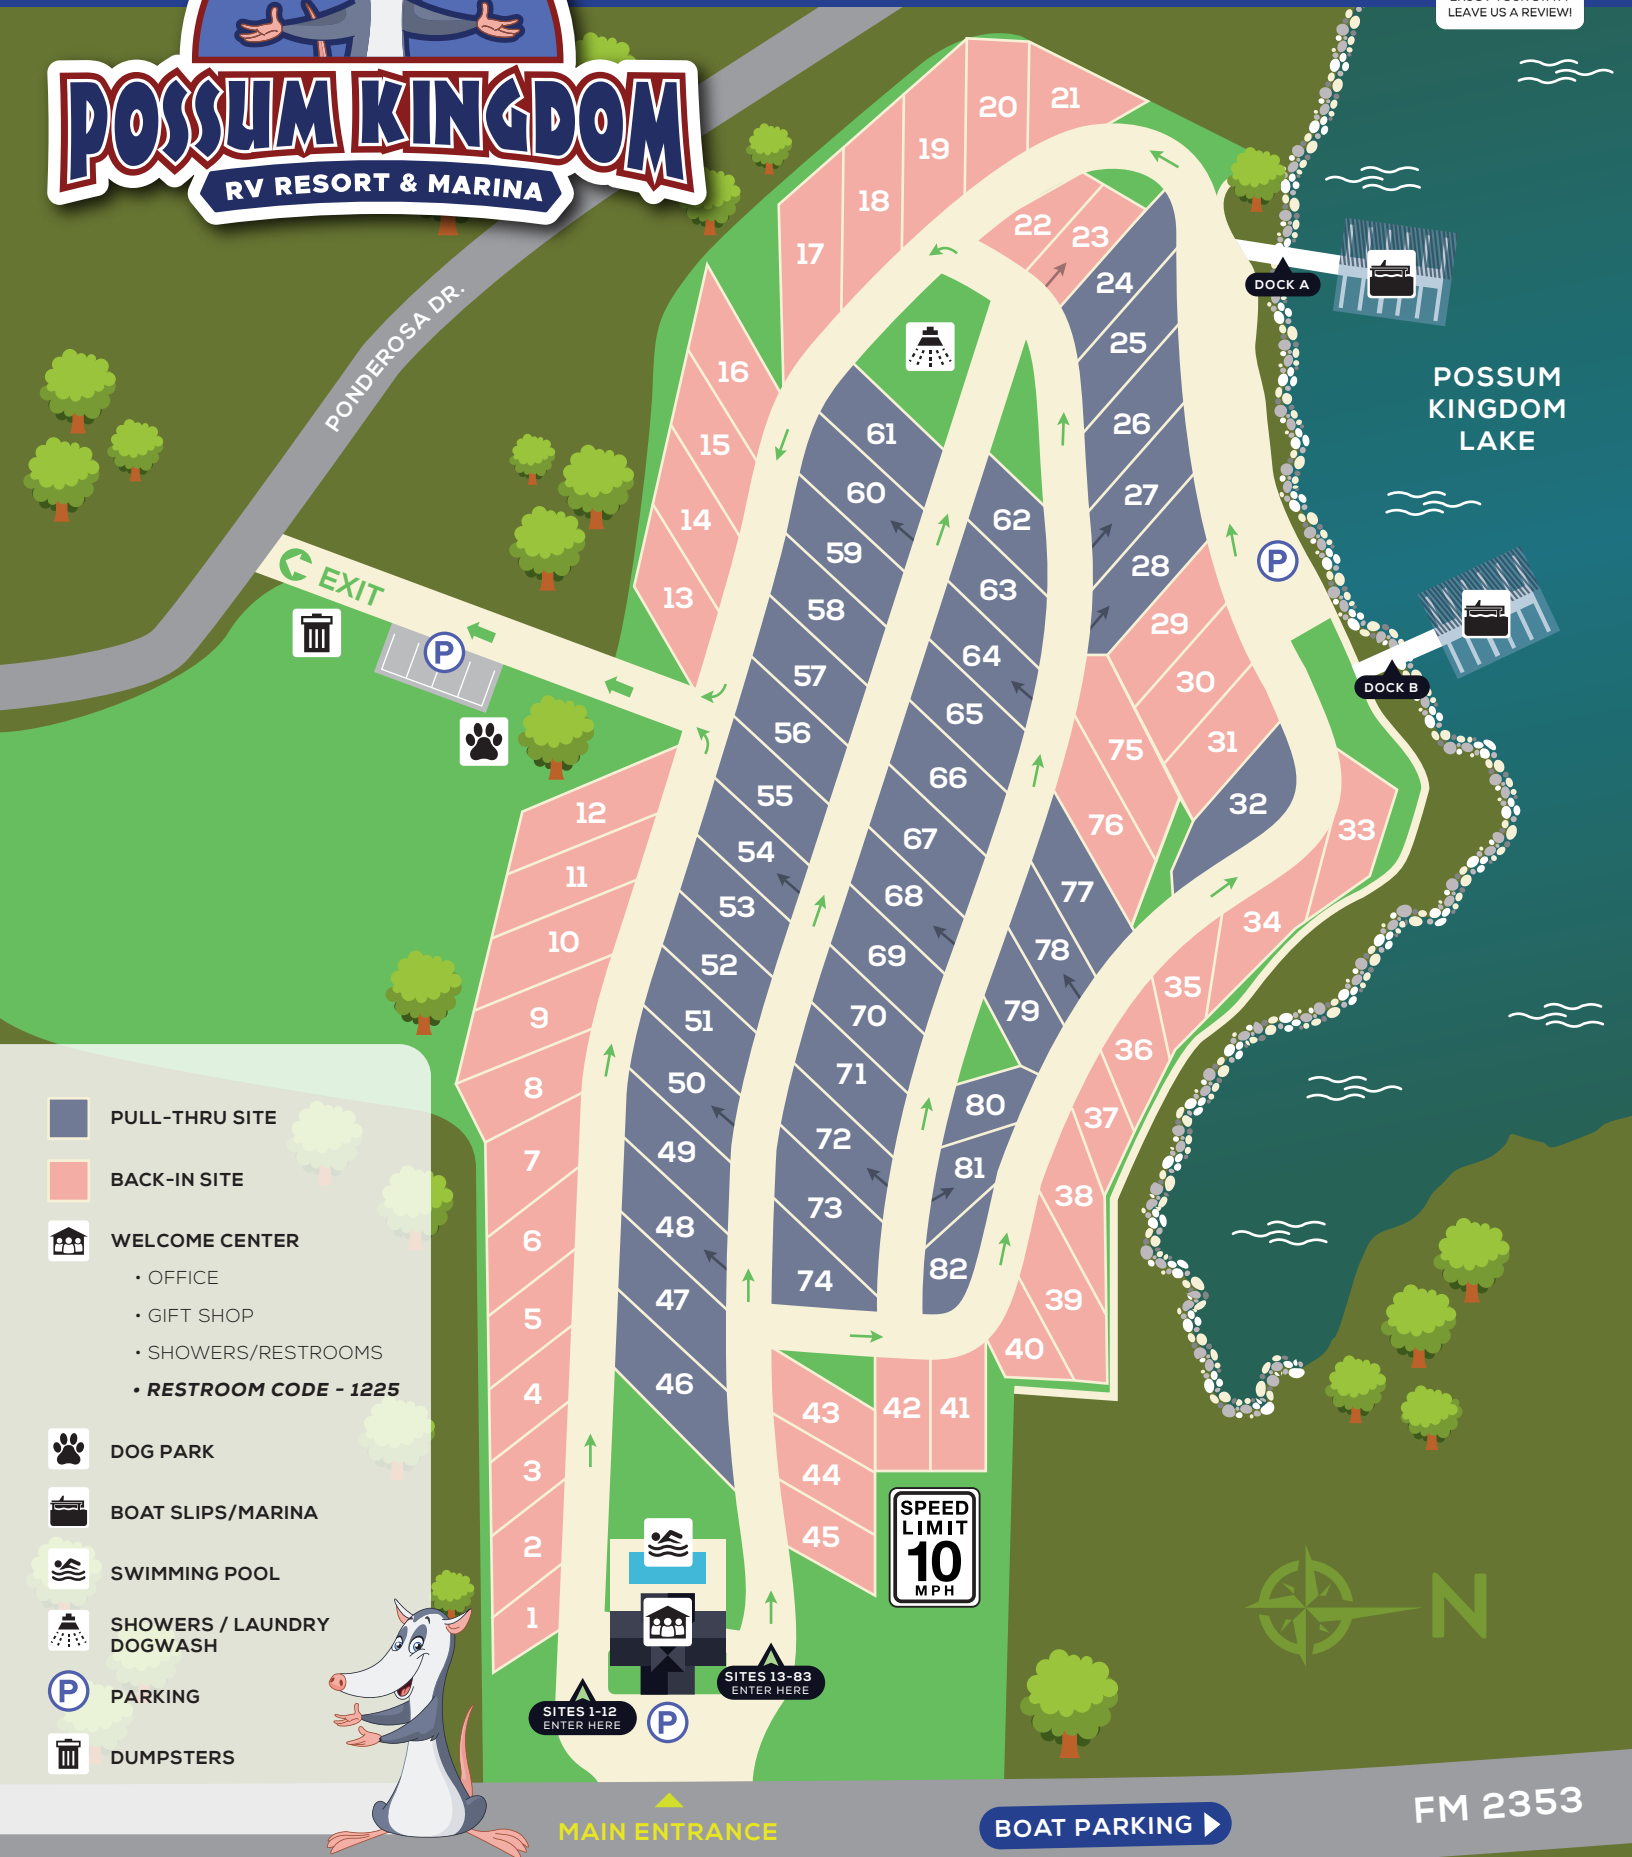 LEAVE US A REVIEW!
POSSUM KINGDOM
RV RESORT & MARINA
PONDEROSA DR.
EXIT
P
DOCK A
DOCK B
POSSUM
KINGDOM
LAKE
P
21
20
19
18
17
22
23
24
25
26
27
28
29
30
31
32
33
34
35
36
37
38
39
40
41
42
43
44
45
16
15
14
13
12
11
10
9
8
7
6
5
4
3
2
1
61
60
59
58
57
56
55
54
53
52
51
50
49
48
47
46
62
63
64
65
66
67
68
69
70
71
72
73
74
75
76
77
78
79
80
81
82
PULL-THRU SITE
BACK-IN SITE
WELCOME CENTER
• OFFICE
• GIFT SHOP
• SHOWERS/RESTROOMS
• RESTROOM CODE - 1225
DOG PARK
BOAT SLIPS/MARINA
SWIMMING POOL
SHOWERS / LAUNDRY
DOGWASH
P PARKING
DUMPSTERS
SPEED
LIMIT
10
MPH
N
SITES 1-12
ENTER HERE
SITES 13-83
ENTER HERE
P
MAIN ENTRANCE
BOAT PARKING
FM 2353